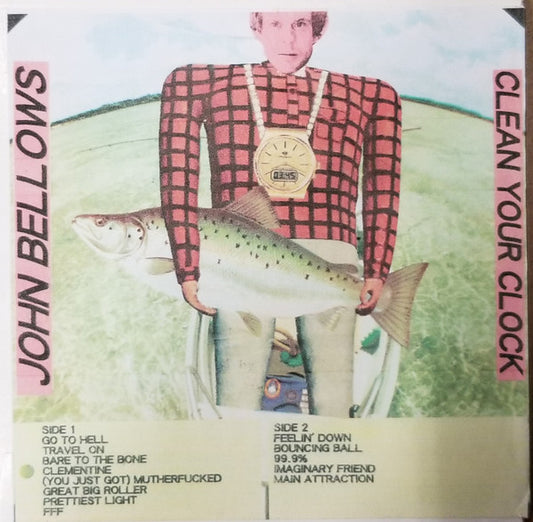 JOHN BELLOWS
CLEAN YOUR CLOCK
SIDE 1
GO TO HELL
TRAVEL ON
BARE TO THE BONE
CLEMENTINE
(YOU JUST GOT) MUTHERFUCKED
GREAT BIG ROLLER
PRETTIEST LIGHT
FFF
SIDE 2
FEELIN' DOWN
BOUNCING BALL
99.9%
IMAGINARY FRIEND
MAIN ATTRACTION